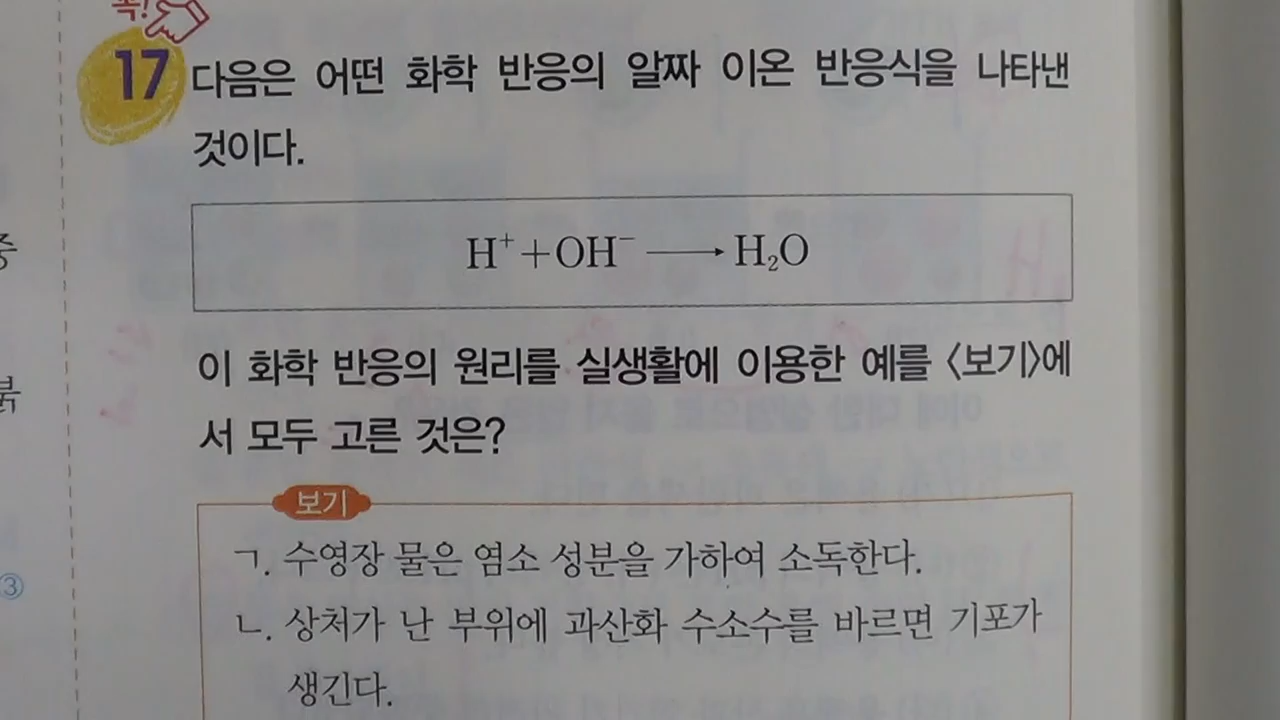 콕!
17 다음은 어떤 화학 반응의 알짜 이온 반응식을 나타낸
것이다.
H⁺+OH⁻ ⟶ H₂O
이 화학 반응의 원리를 실생활에 이용한 예를 〈보기〉에
서 모두 고른 것은?
보기
ㄱ. 수영장 물은 염소 성분을 가하여 소독한다.
ㄴ. 상처가 난 부위에 과산화 수소수를 바르면 기포가
생긴다.
중
붉
③